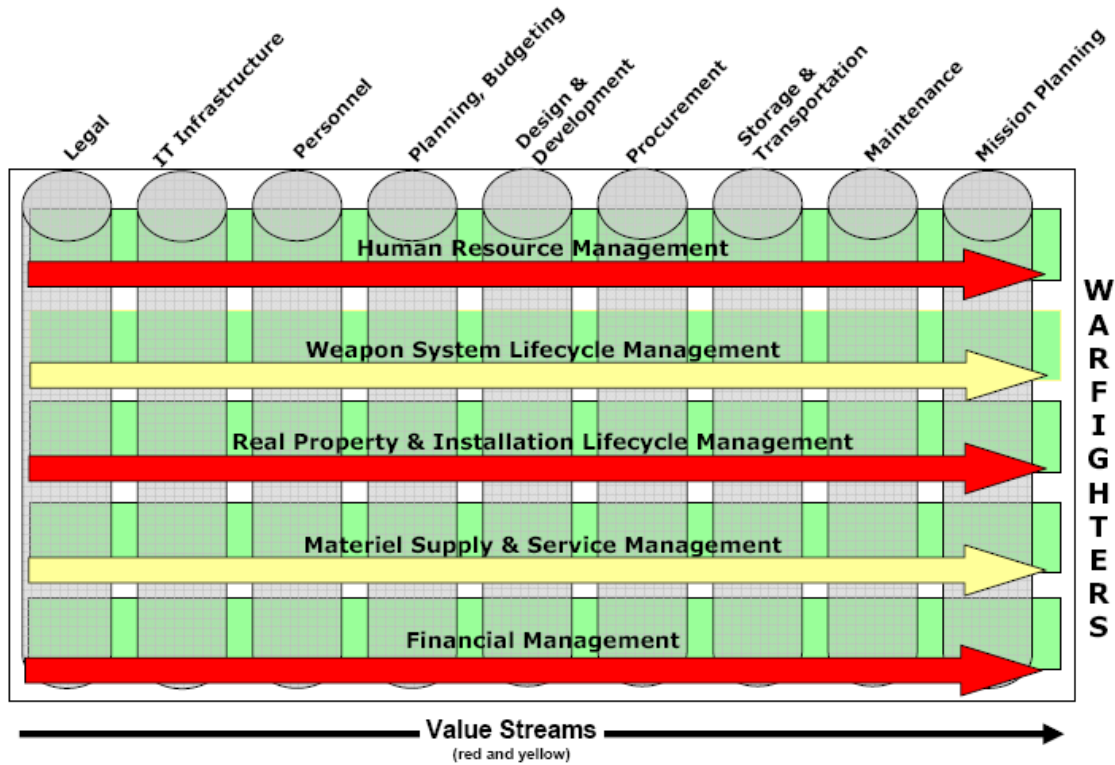 Legal
IT Infrastructure
Personnel
Planning, Budgeting
Design &
Development
Procurement
Storage &
Transportation
Maintenance
Mission Planning
Human Resource Management
Weapon System Lifecycle Management
Real Property & Installation Lifecycle Management
Materiel Supply & Service Management
Financial Management
WARFIGHTERS
Value Streams
(red and yellow)